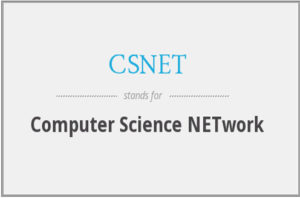 CSNET
stands for
Computer Science NETwork